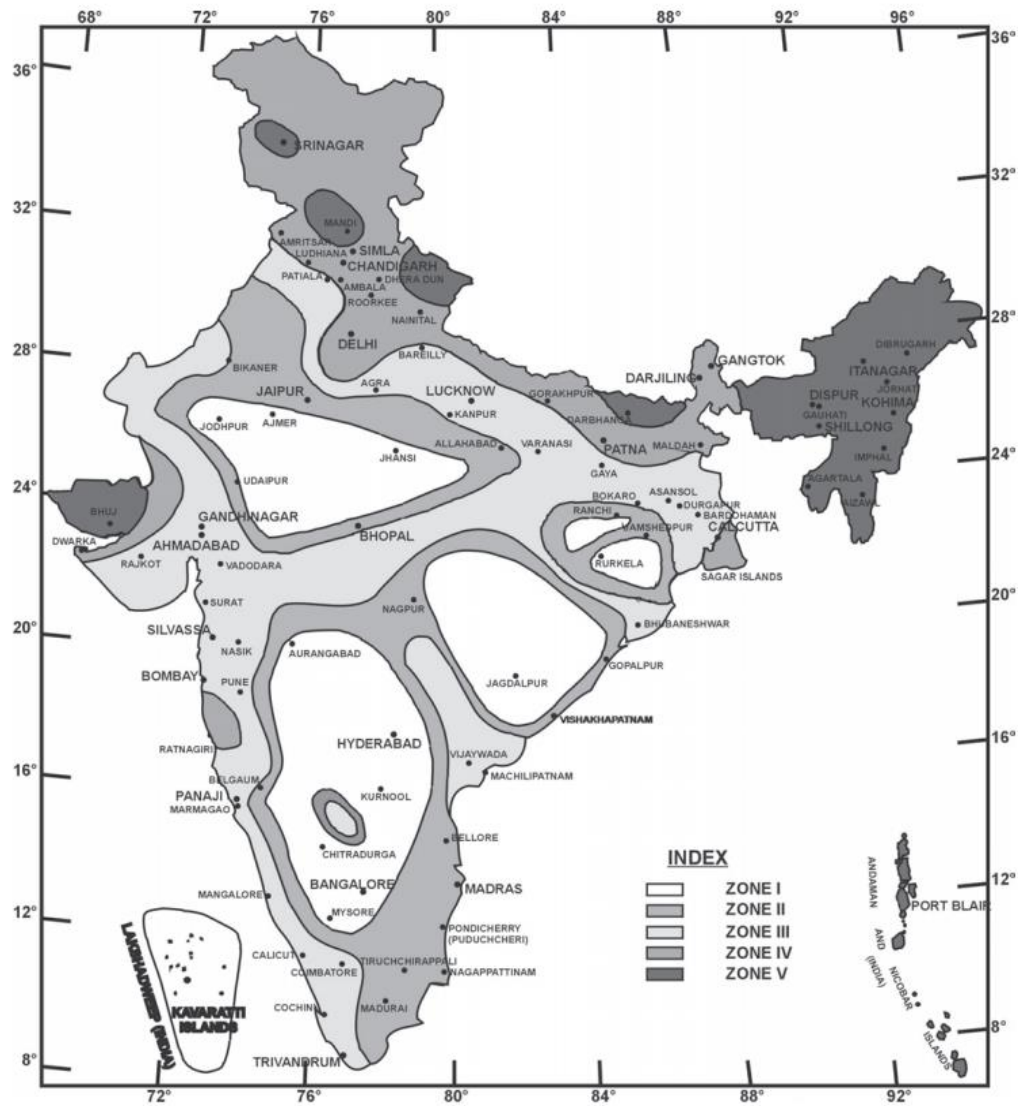 68° 72° 76° 80° 84° 88° 92° 96°
36°
36°
SRINAGAR
32°
32°
MANDI
AMRITSAR
SIMLA
LUDHIANA
CHANDIGARH
PATIALA
DHERA DUN
AMBALA
ROORKEE
NAINITAL
28°
28°
DELHI
BAREILLY
BIKANER
DIBRUGARH
GANGTOK
ITANAGAR
DARJILING
JORHAT
AGRA
LUCKNOW
JAIPUR
GORAKHPUR
DISPUR
KOHIMA
KANPUR
DARBHANGA
GAUHATI
JODHPUR
AJMER
SHILLONG
ALLAHABAD
VARANASI
PATNA
MALDAH
JHANSI
IMPHAL
GAYA
24°
24°
UDAIPUR
AGARTALA
BOKARO
ASANSOL
AIZAWL
BHUJ
RANCHI
DURGAPUR
GANDHINAGAR
BARDDHAMAN
JAMSHEDPUR
CALCUTTA
BHOPAL
DWARKA
AHMADABAD
RAJKOT
VADODARA
RURKELA
SAGAR ISLANDS
SURAT
NAGPUR
20°
20°
SILVASSA
BHUBANESHWAR
NASIK
AURANGABAD
GOPALPUR
BOMBAY
PUNE
JAGDALPUR
VISHAKHAPATNAM
HYDERABAD
16°
RATNAGIRI
VIJAYWADA
16°
BELGAUM
MACHILIPATNAM
PANAJI
KURNOOL
MARMAGAO
BELLORE
CHITRADURGA
INDEX
BANGALORE
MADRAS
ZONE I
MANGALORE
ZONE II
12°
MYSORE
ZONE III
12°
PONDICHERRY
(PUDUCHCHERI)
ZONE IV
CALICUT
TIRUCHCHIRAPPALI
ZONE V
COIMBATORE
NAGAPPATTINAM
COCHIN
MADURAI
LAKSHADWEEP (INDIA)
KAVARATTI
ISLANDS
TRIVANDRUM
ANDAMAN
PORT BLAIR
AND
(INDIA)
NICOBAR
ISLANDS
8°
8°
72° 76° 80° 84° 88° 92°